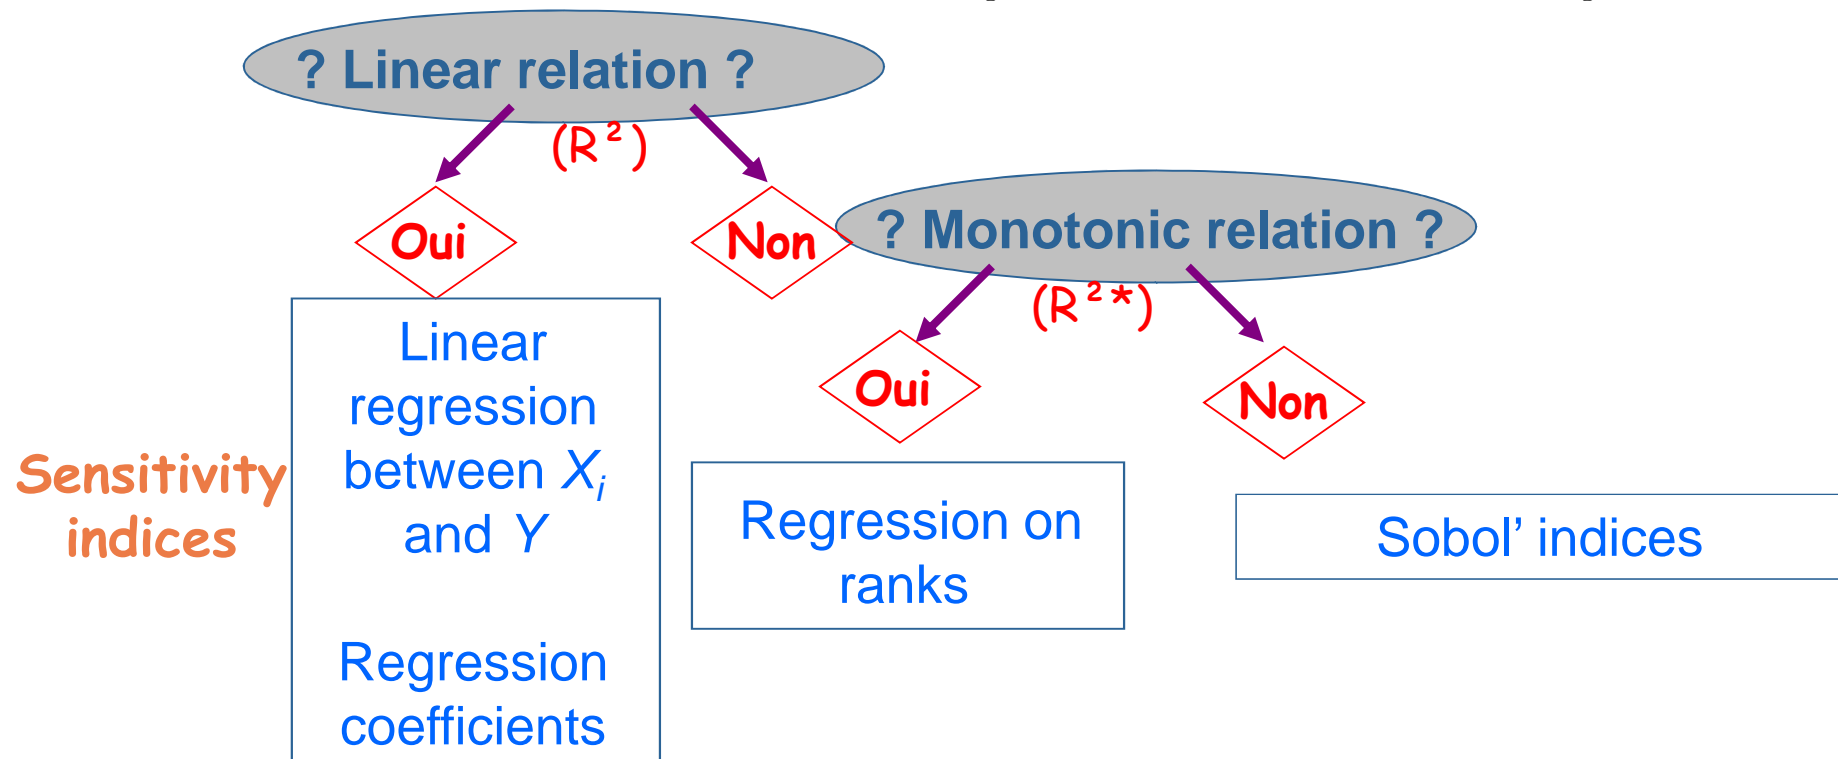 ? Linear relation ?
(R²)
Oui
Non
? Monotonic relation ?
(R²*)
Oui
Non
Sensitivity
indices
Linear
regression
between Xᵢ
and Y
Regression
coefficients
Regression on
ranks
Sobol’ indices